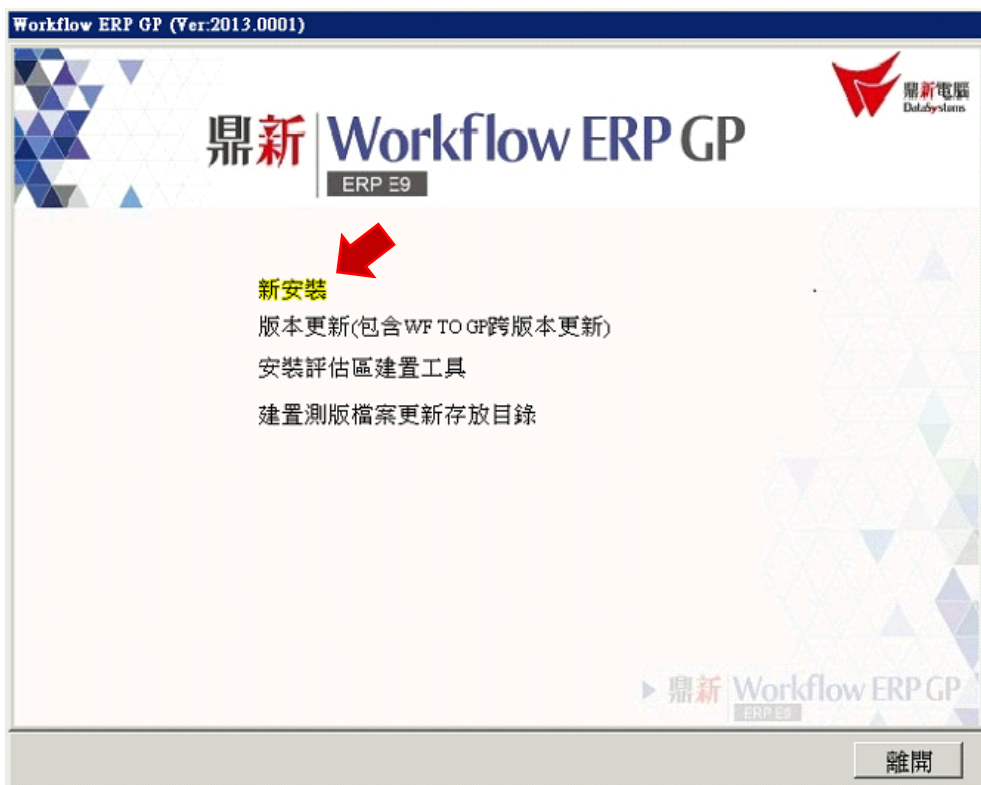 Workflow ERP GP (Ver:2013.0001)
鼎新電腦
DataSystems
鼎新 Workflow ERP GP
ERP E9
新安裝
版本更新(包含WF TO GP跨版本更新)
安裝評估區建置工具
建置測版檔案更新存放目錄
鼎新 Workflow ERP GP
ERP E9
離開